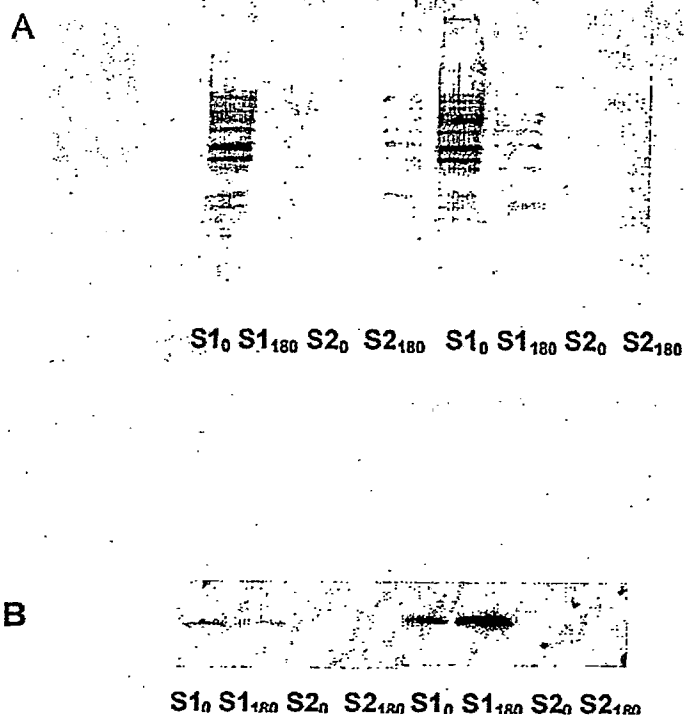 A
S1₀ S1₁₈₀ S2₀ S2₁₈₀ S1₀ S1₁₈₀ S2₀ S2₁₈₀
B
S1₀ S1₁₈₀ S2₀ S2₁₈₀ S1₀ S1₁₈₀ S2₀ S2₁₈₀